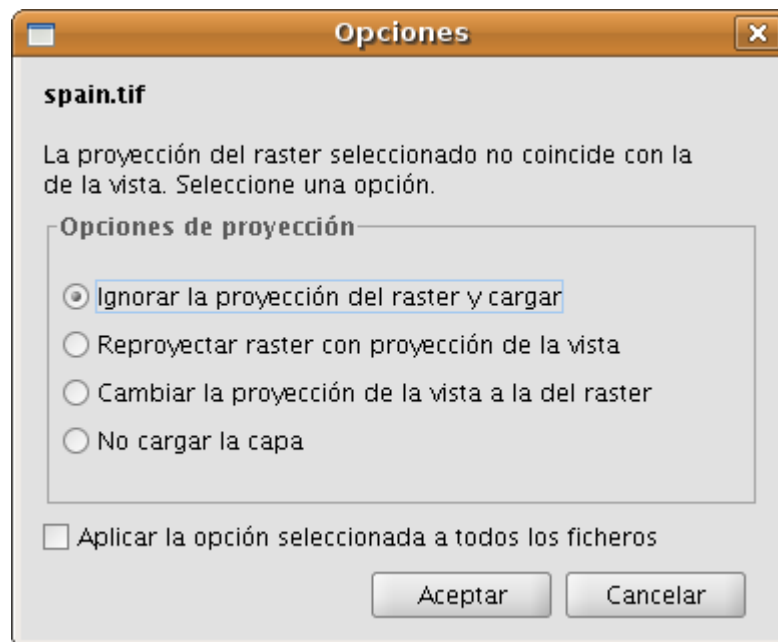 Opciones
spain.tif
La proyección del raster seleccionado no coincide con la
de la vista. Seleccione una opción.
Opciones de proyección
Ignorar la proyección del raster y cargar
Reproyectar raster con proyección de la vista
Cambiar la proyección de la vista a la del raster
No cargar la capa
Aplicar la opción seleccionada a todos los ficheros
Aceptar
Cancelar